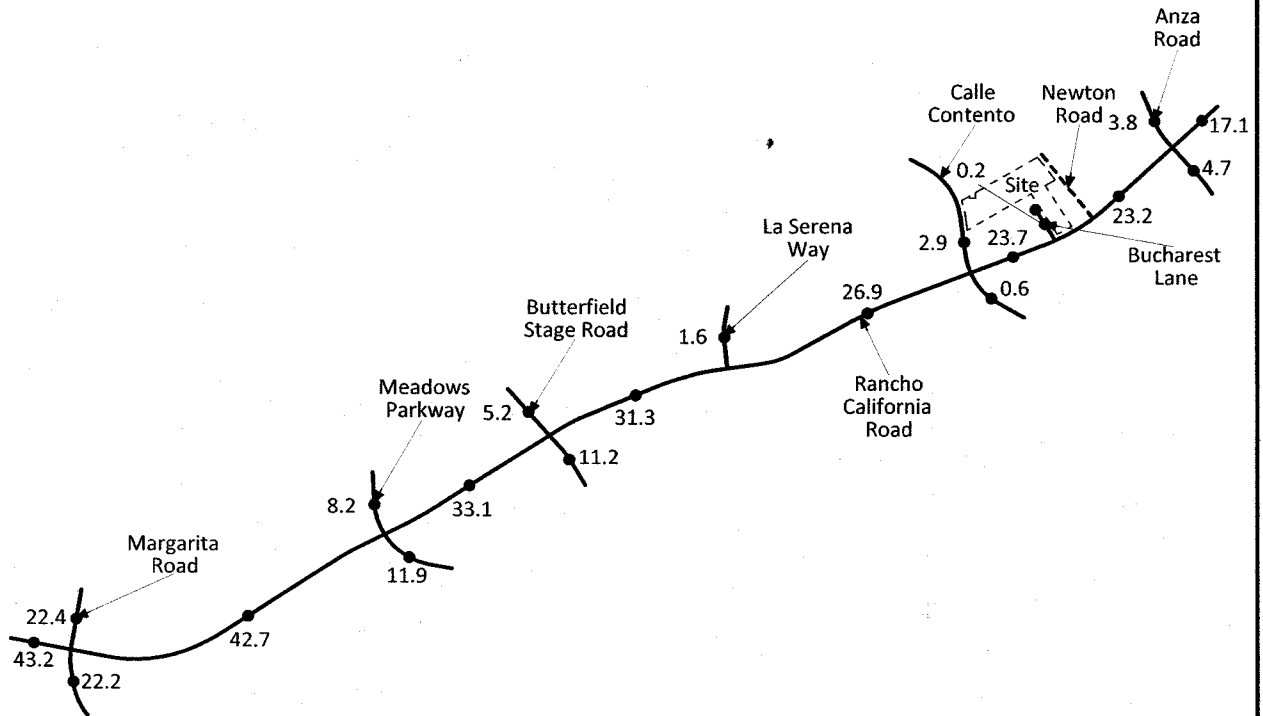 Anza
Road
Calle
Contento
Newton
Road
3.8
17.1
0.2
Site
4.7
23.2
La Serena
Way
2.9
23.7
Bucharest
Lane
26.9
0.6
Butterfield
Stage Road
1.6
Rancho
California
Road
Meadows
Parkway
5.2
31.3
11.2
8.2
33.1
Margarita
Road
11.9
22.4
42.7
43.2
22.2